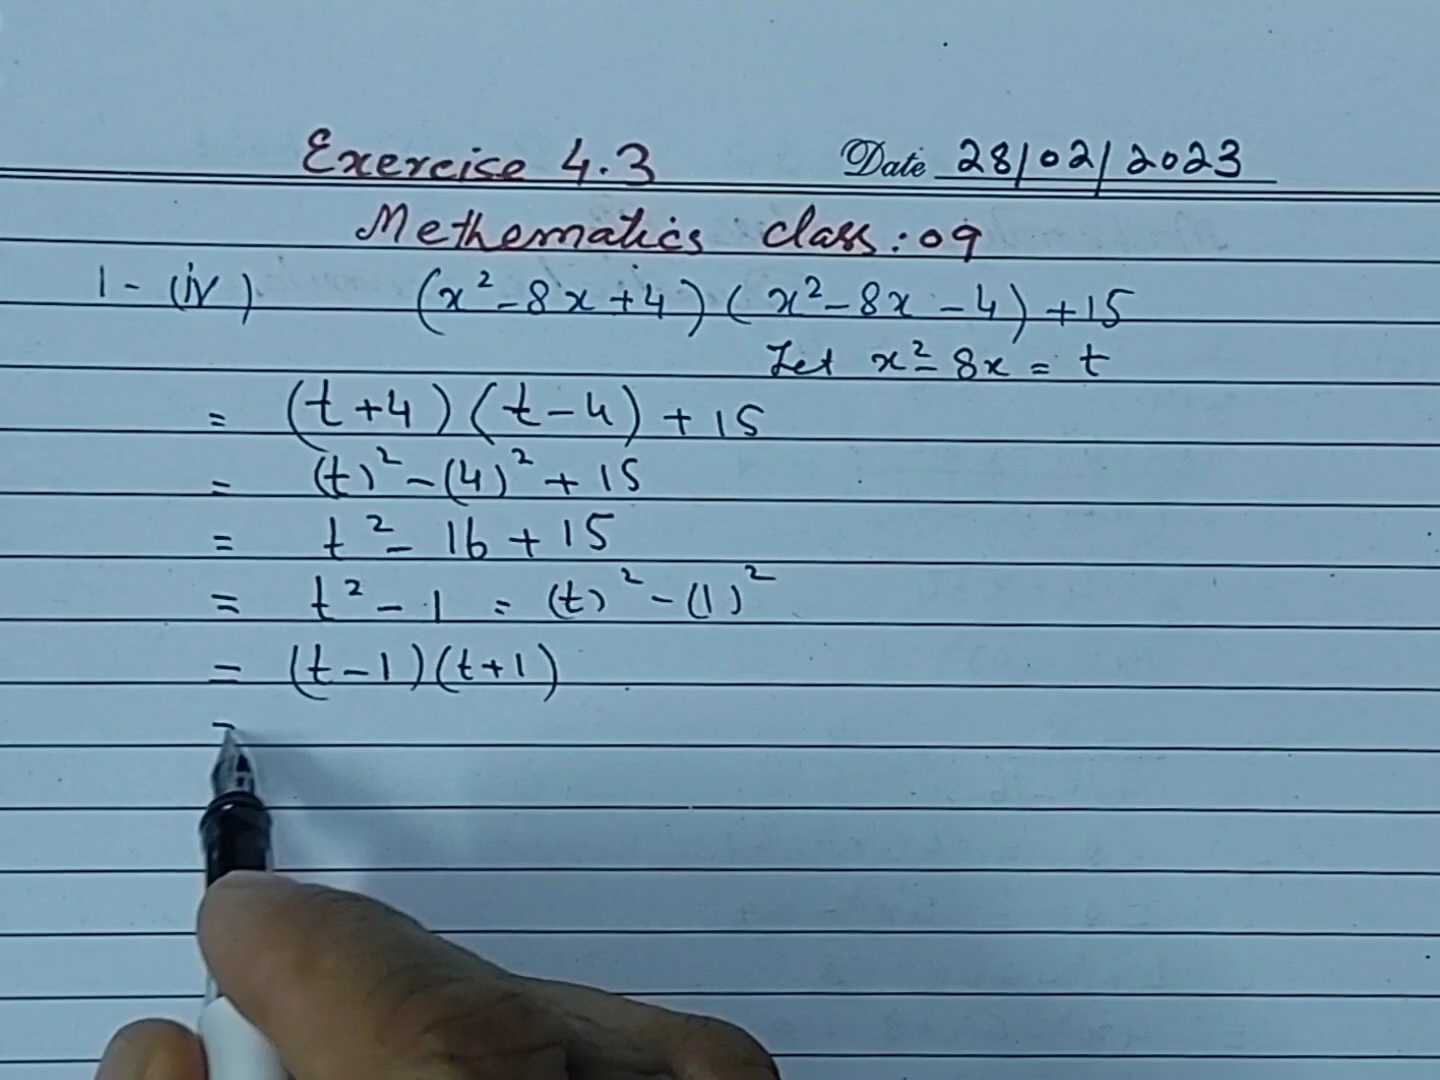 Exercise 4.3 Date 28/02/2023
Methematics class:09
1-(iv) (x²-8x+4)(x²-8x-4)+15
Let x²-8x=t
= (t+4)(t-4)+15
= (t)²-(4)²+15
= t²-16+15
= t²-1 = (t)²-(1)²
= (t-1)(t+1)